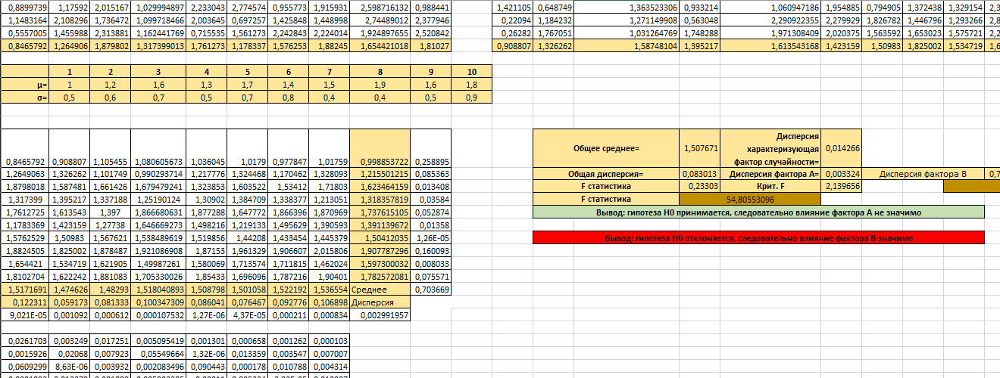 0,8899739 1,17592 2,015167 1,029994897 2,233043 2,774574 0,955773 1,915931 2,598716132 0,988441 1,421105 0,648749 1,363523306 0,933214 1,060947186 1,954885 0,794905 1,372438 1,329154 2,3
1,1483164 2,108296 1,736472 1,099718466 2,003645 0,697257 1,425848 1,448998 2,74489012 2,377946 0,22094 1,184232 1,271149908 0,563048 2,290922355 2,279929 1,826782 1,446796 1,293266 2,8
0,5557005 1,455988 2,313881 1,162441769 0,715535 1,561273 2,242843 2,224014 1,924897655 2,520842 0,26282 1,767051 1,031264769 1,748288 1,971308409 2,020375 1,563592 1,653023 1,575721 2,2
0,8465792 1,264906 1,879802 1,317399013 1,761273 1,178337 1,576253 1,88245 1,654421018 1,81027 0,908807 1,326262 1,58748104 1,395217 1,613543168 1,423159 1,50983 1,825002 1,534719 1,6
1 2 3 4 5 6 7 8 9 10
μ= 1 1,2 1,6 1,3 1,7 1,4 1,5 1,9 1,6 1,8
σ= 0,5 0,6 0,7 0,5 0,7 0,8 0,4 0,4 0,5 0,9
Дисперсия
Общее среднее= 1,507671 характеризующая 0,014266
0,8465792 0,908807 1,105455 1,080605673 1,036045 1,0179 0,977847 1,01759 0,998853722 0,258895 фактор случайности=
1,2649063 1,326262 1,101749 0,990293714 1,217776 1,324468 1,170462 1,328093 1,215501215 0,085363 Общая дисперсия= 0,083013 Дисперсия фактора А= 0,003324 Дисперсия фактора В 0,7
1,8798018 1,587481 1,661426 1,679479241 1,323853 1,603522 1,53412 1,71803 1,623464159 0,013408 F статистика 0,23303 Крит. F 2,139656
1,317399 1,395217 1,337188 1,25190124 1,30902 1,384709 1,338377 1,213051 1,318357819 0,03584 F статистика 54,80553096
1,7612725 1,613543 1,397 1,866680631 1,877288 1,647772 1,866396 1,870969 1,737615105 0,052874 Вывод: гипотеза Н0 принимается, следовательно влияние фактора А не значимо
1,1783369 1,423159 1,27738 1,646669273 1,498216 1,219133 1,495629 1,390593 1,391139672 0,01358
1,5762529 1,50983 1,567621 1,538489619 1,519856 1,44208 1,433454 1,445379 1,50412035 1,26E-05 Вывод: гипотеза Н0 отклоняется, следовательно влияние фактора В значимо
1,8824505 1,825002 1,878487 1,921086908 1,87153 1,961329 1,906607 2,015806 1,907787296 0,160093
1,654421 1,534719 1,621905 1,49987261 1,580069 1,713574 1,711815 1,462024 1,597300032 0,008033
1,8102704 1,622242 1,881083 1,705330026 1,85433 1,696096 1,787216 1,90401 1,782572081 0,075571
1,5171691 1,474626 1,48293 1,518040893 1,508798 1,501058 1,522192 1,536554 Среднее 0,703669
0,122311 0,059173 0,081333 0,100347309 0,086041 0,076467 0,092776 0,106898 Дисперсия
9,021E-05 0,001092 0,000612 0,000107532 1,27E-06 4,37E-05 0,000211 0,000834 0,002991957
0,0261703 0,003249 0,017251 0,005095419 0,001301 0,000658 0,001262 0,000103
0,0015926 0,02068 0,007923 0,05549664 1,32E-06 0,013359 0,003547 0,007007
0,0609299 8,63E-06 0,003932 0,002083496 0,090443 0,000178 0,010788 0,004314